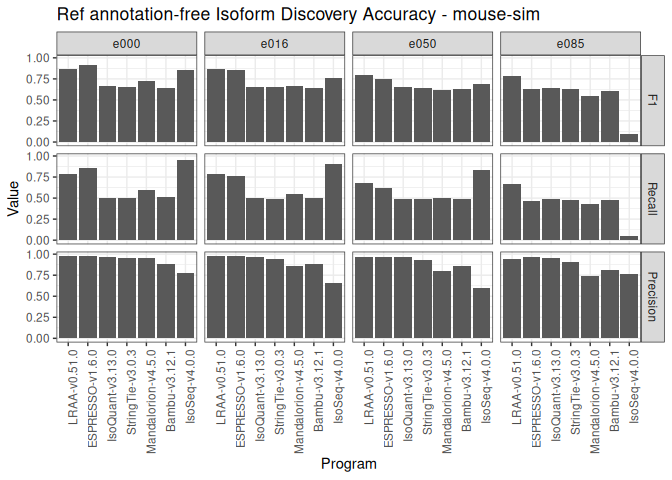 Ref annotation-free Isoform Discovery Accuracy - mouse-sim
e000 e016 e050 e085
1.00
0.75
0.50
0.25
0.00
F1
1.00
0.75
0.50
0.25
0.00
Recall
1.00
0.75
0.50
0.25
0.00
Precision
Value
LRAA-v0.51.0
ESPRESSO-v1.6.0
IsoQuant-v3.13.0
StringTie-v3.0.3
Mandalorion-v4.5.0
Bambu-v3.12.1
IsoSeq-v4.0.0
LRAA-v0.51.0
ESPRESSO-v1.6.0
IsoQuant-v3.13.0
StringTie-v3.0.3
Mandalorion-v4.5.0
Bambu-v3.12.1
IsoSeq-v4.0.0
LRAA-v0.51.0
ESPRESSO-v1.6.0
IsoQuant-v3.13.0
StringTie-v3.0.3
Mandalorion-v4.5.0
Bambu-v3.12.1
IsoSeq-v4.0.0
LRAA-v0.51.0
ESPRESSO-v1.6.0
IsoQuant-v3.13.0
StringTie-v3.0.3
Mandalorion-v4.5.0
Bambu-v3.12.1
IsoSeq-v4.0.0
Program